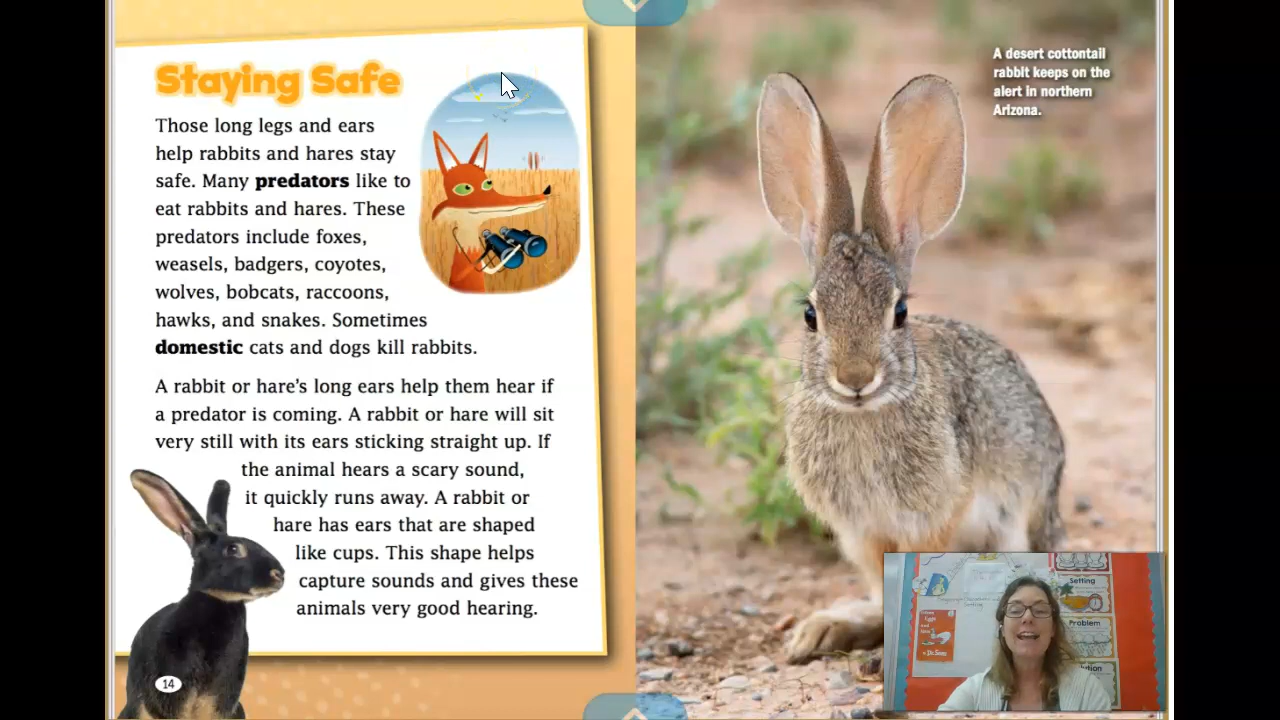 Staying Safe
Those long legs and ears
help rabbits and hares stay
safe. Many predators like to
eat rabbits and hares. These
predators include foxes,
weasels, badgers, coyotes,
wolves, bobcats, raccoons,
hawks, and snakes. Sometimes
domestic cats and dogs kill rabbits.
A rabbit or hare's long ears help them hear if
a predator is coming. A rabbit or hare will sit
very still with its ears sticking straight up. If
the animal hears a scary sound,
it quickly runs away. A rabbit or
hare has ears that are shaped
like cups. This shape helps
capture sounds and gives these
animals very good hearing.
14
A desert cottontail
rabbit keeps on the
alert in northern
Arizona.
Setting
Problem